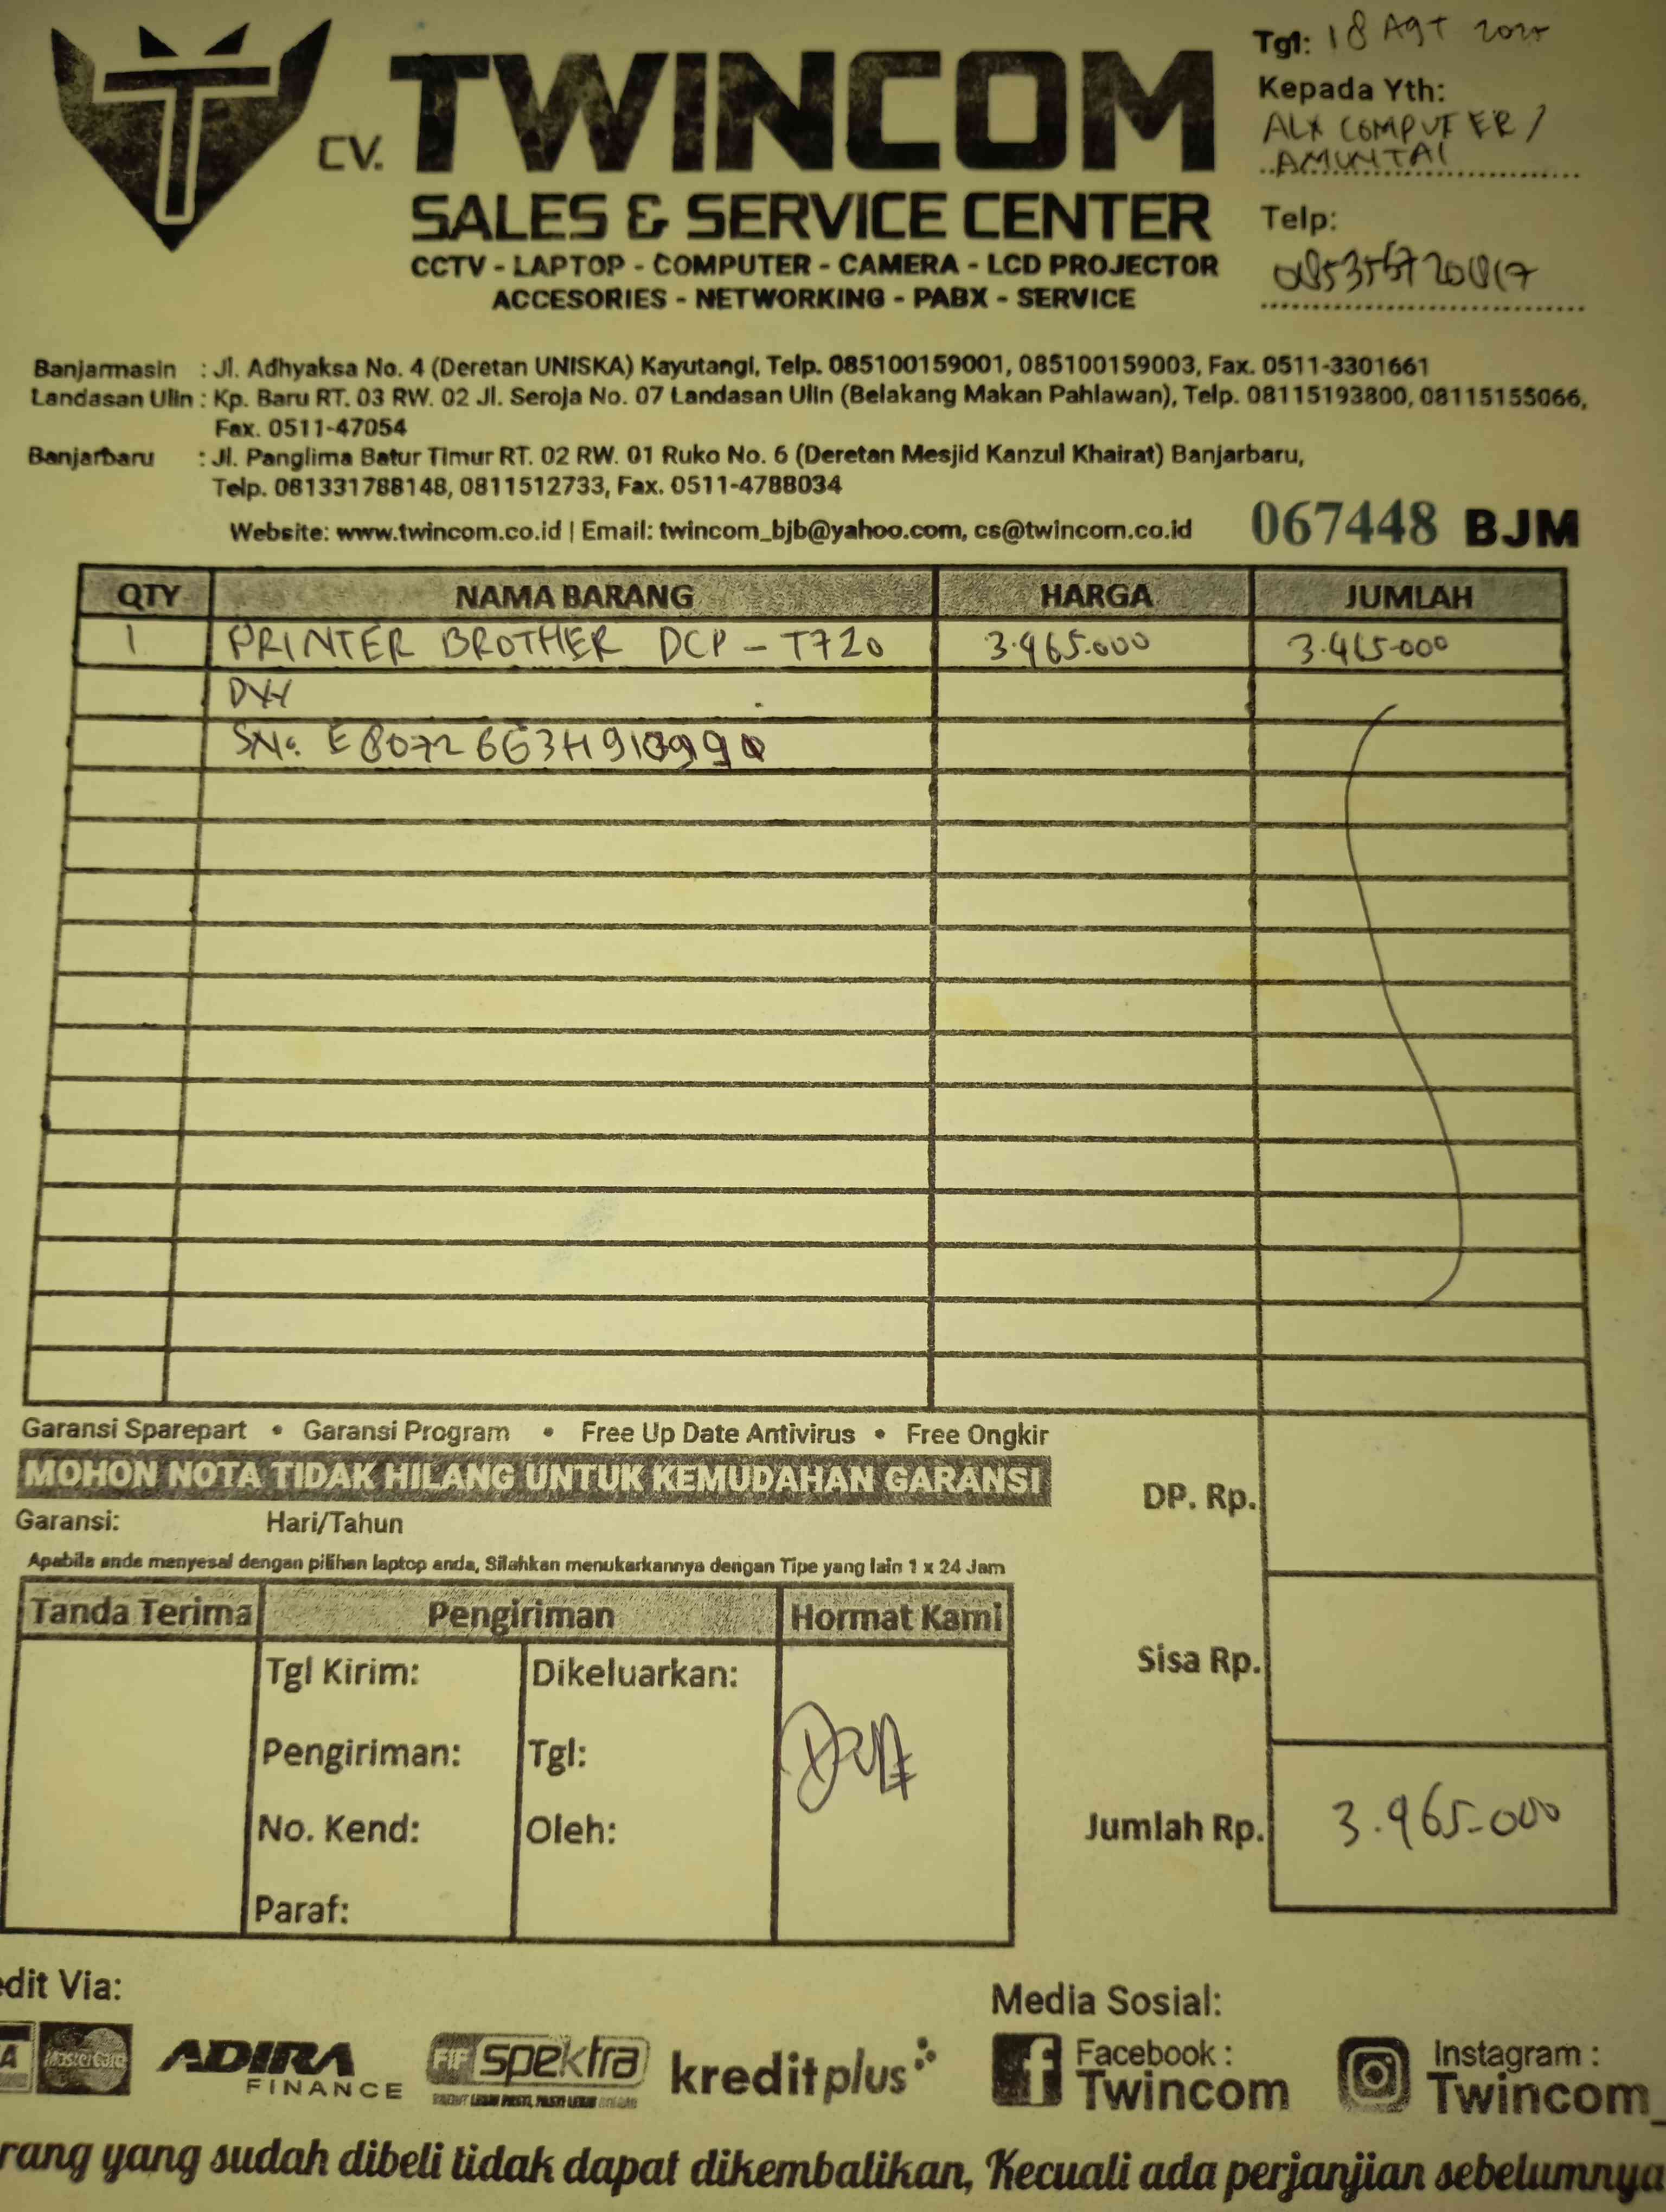 Tgl: 18 AGT 2025
Kepada Yth:
ALX COMPUTER /
AMUNTAI
Telp:
CV. TWINCOM
SALES & SERVICE CENTER
CCTV - LAPTOP - COMPUTER - CAMERA - LCD PROJECTOR
ACCESORIES - NETWORKING - PABX - SERVICE
Banjarmasin : Jl. Adhyaksa No. 4 (Deretan UNISKA) Kayutangi, Telp. 085100159001, 085100159003, Fax. 0511-3301661
Landasan Ulin : Kp. Baru RT. 03 RW. 02 Jl. Seroja No. 07 Landasan Ulin (Belakang Makan Pahlawan), Telp. 08115193800, 08115155066,
Fax. 0511-47054
Banjarbaru : Jl. Panglima Batur Timur RT. 02 RW. 01 Ruko No. 6 (Deretan Mesjid Kanzul Khairat) Banjarbaru,
Telp. 081331788148, 0811512733, Fax. 0511-4788034
Website: www.twincom.co.id | Email: twincom_bjb@yahoo.com, cs@twincom.co.id
067448 BJM
QTY NAMA BARANG HARGA JUMLAH
1 PRINTER BROTHER DCP - T720 3.965.000 3.965.000
SN:
Garansi Sparepart • Garansi Program • Free Up Date Antivirus • Free Ongkir
MOHON NOTA TIDAK HILANG UNTUK KEMUDAHAN GARANSI
Garansi: Hari/Tahun
Apabila anda menyesal dengan pilihan laptop anda, Silahkan menukarkannya dengan Tipe yang lain 1 x 24 Jam
DP. Rp.
Sisa Rp.
Jumlah Rp. 3.965.000
Tanda Terima Pengiriman Hormat Kami
Tgl Kirim: Dikeluarkan:
Pengiriman: Tgl:
No. Kend: Oleh:
Paraf:
edit Via:
MasterCard
ADIRA
FINANCE
FIF spektra
kreditplus
Media Sosial:
Facebook :
Twincom
Instagram :
Twincom_
rang yang sudah dibeli tidak dapat dikembalikan, Kecuali ada perjanjian sebelumnya